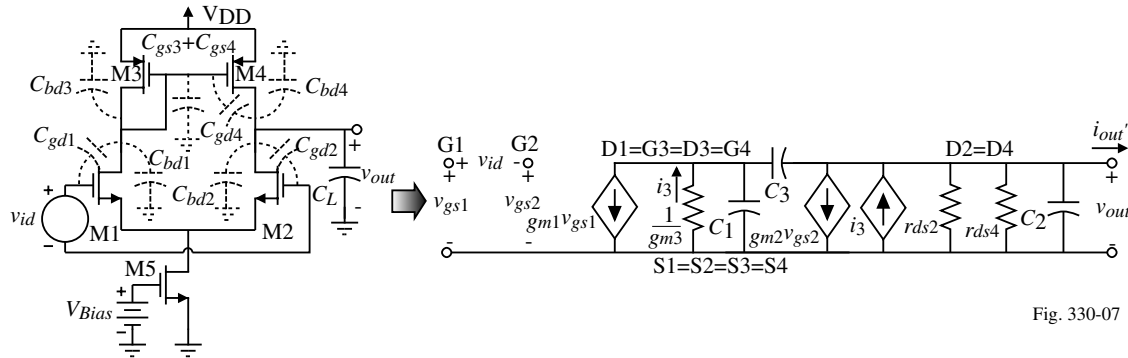 VDD
Cgs3+Cgs4
M3
M4
Cbd3
Cbd4
Cgd4
Cgd1
Cbd1
Cgd2
Cbd2
CL
+
vout
-
+
vid
-
M1
M2
M5
+
VBias
-
G1
+
vid
-
G2
+
vgs1
-
+
vgs2
-
D1=G3=D3=G4
gm1vgs1
i3
1
gm3
C1
C3
gm2vgs2
i3
D2=D4
rds2
rds4
C2
iout'
+
vout
-
S1=S2=S3=S4
Fig. 330-07